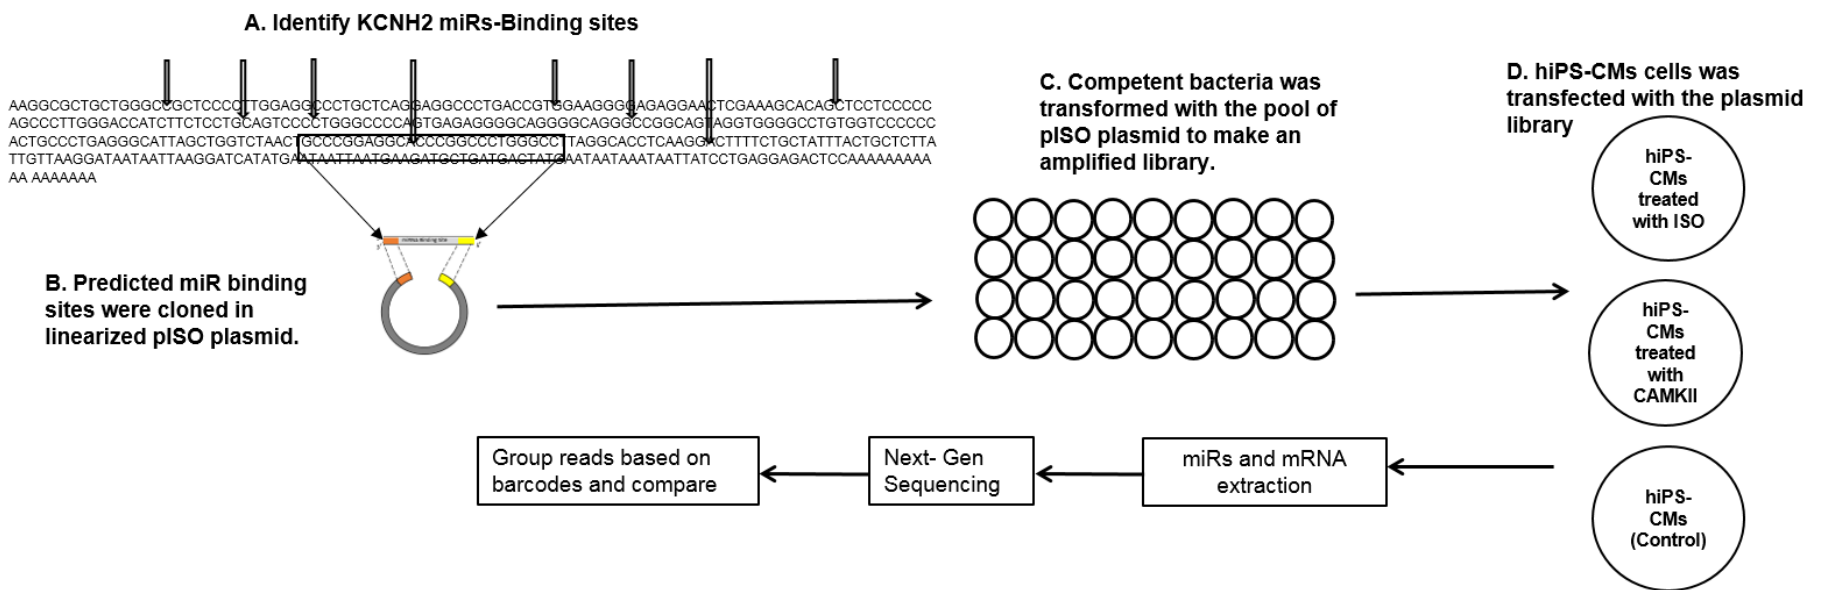 A. Identify KCNH2 miRs-Binding sites
AAGGCGCTGCTGGGCCGCTCCCCTTGGAGGCCCTGCTCAGGAGGCCCTGACCGTGGAAGGGGAGAGGAACTCGAAAGCACAGCTCCTCCCCC
AGCCCTTGGGACCATCTTCTCCTGCAGTCCCCTGGGCCCCAGTGAGAGGGGCAGGGGCAGGGCCGGCAGTAGGTGGGGCCTGTGGTCCCCCC
ACTGCCCTGAGGGCATTAGCTGGTCTAACTGCCCGGAGGCACCCGGCCCTGGGCCTTAGGCACCTCAAGGACTTTTCTGCTATTTACTGCTCTTA
TTGTTAAGGATAATAATTAAGGATCATATGAATAATTAATGAAGATGCTGATGACTATGAATAATAAATAATTATCCTGAGGAGACTCCAAAAAAAAA
AA AAAAAAA
B. Predicted miR binding
sites were cloned in
linearized pISO plasmid.
C. Competent bacteria was
transformed with the pool of
pISO plasmid to make an
amplified library.
D. hiPS-CMs cells was
transfected with the plasmid
library
hiPS-
CMs
treated
with ISO
hiPS-
CMs
treated
with
CAMKII
hiPS-
CMs
(Control)
miRs and mRNA
extraction
Next- Gen
Sequencing
Group reads based on
barcodes and compare